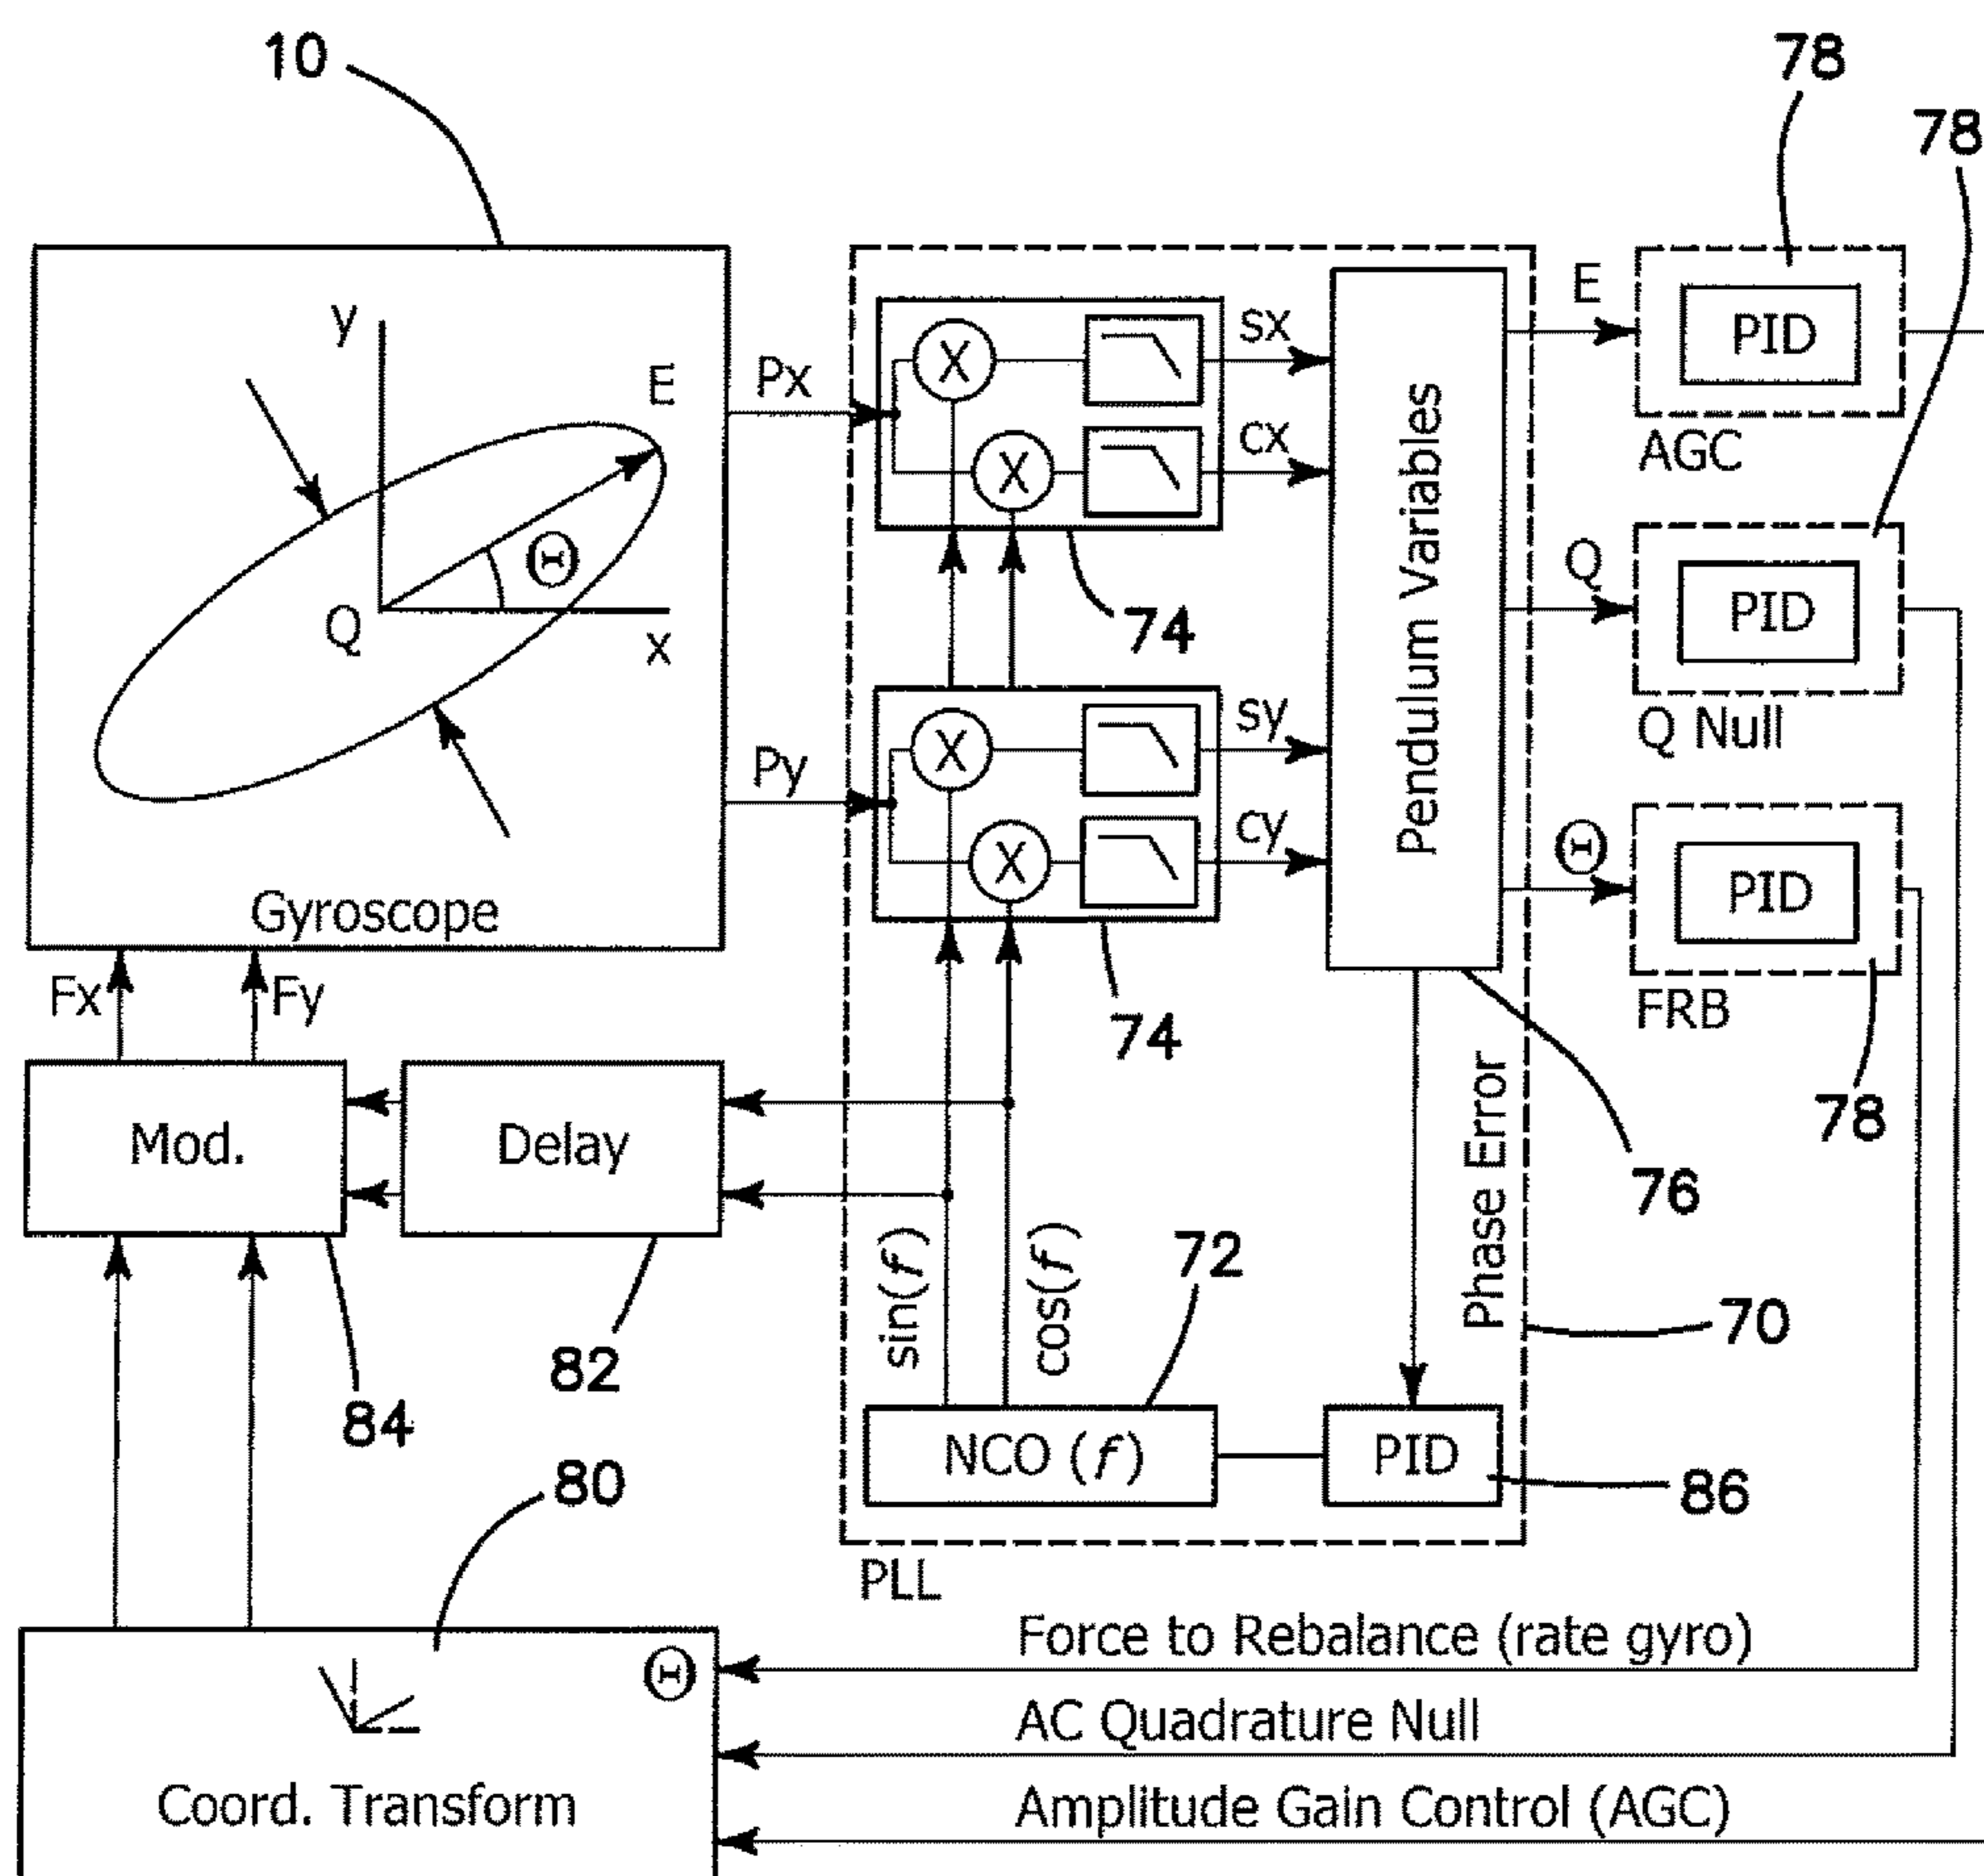 10
78
78
y
E
Θ
Q
x
Gyroscope
Px
Py
X
X
sx
cx
74
X
X
sy
cy
74
Pendulum Variables
E
PID
AGC
Q
PID
Q Null
Θ
PID
FRB
78
Fx
Fy
Mod.
Delay
84
82
sin(f)
cos(f)
72
NCO (f)
PID
86
Phase Error
76
70
PLL
80
Θ
Coord. Transform
Force to Rebalance (rate gyro)
AC Quadrature Null
Amplitude Gain Control (AGC)